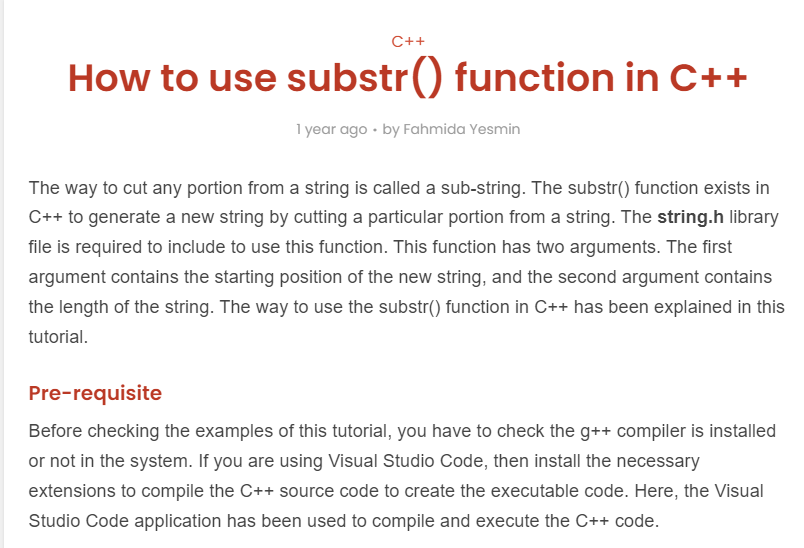 C++
How to use substr() function in C++
1 year ago • by Fahmida Yesmin
The way to cut any portion from a string is called a sub-string. The substr() function exists in
C++ to generate a new string by cutting a particular portion from a string. The string.h library
file is required to include to use this function. This function has two arguments. The first
argument contains the starting position of the new string, and the second argument contains
the length of the string. The way to use the substr() function in C++ has been explained in this
tutorial.
Pre-requisite
Before checking the examples of this tutorial, you have to check the g++ compiler is installed
or not in the system. If you are using Visual Studio Code, then install the necessary
extensions to compile the C++ source code to create the executable code. Here, the Visual
Studio Code application has been used to compile and execute the C++ code.